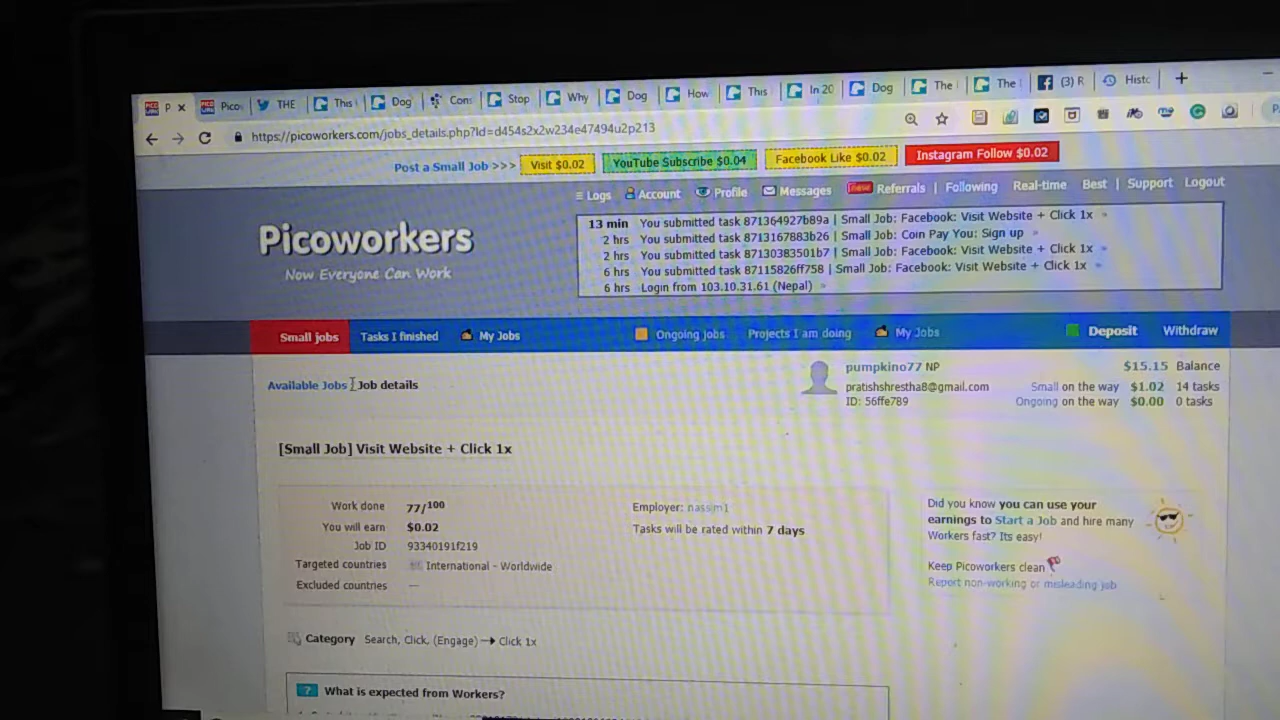 P Pico THE This Dog Con Stop Why Dog How This In 20 Dog The The (3) R Histc
https://picoworkers.com/jobs_details.php?Id=d454s2x2w234e47494u2p213
Post a Small Job >>> Visit $0.02 YouTube Subscribe $0.04 Facebook Like $0.02 Instagram Follow $0.02
Logs Account Profile Messages new Referrals | Following Real-time Best | Support Logout
Picoworkers
Now Everyone Can Work
13 min You submitted task 871364927b89a | Small Job: Facebook: Visit Website + Click 1x »
2 hrs You submitted task 8713167883b26 | Small Job: Coin Pay You: Sign up »
2 hrs You submitted task 87130383501b7 | Small Job: Facebook: Visit Website + Click 1x »
6 hrs You submitted task 87115826ff758 | Small Job: Facebook: Visit Website + Click 1x »
6 hrs Login from 103.10.31.61 (Nepal) »
Small jobs Tasks I finished My Jobs Ongoing jobs Projects I am doing My Jobs Deposit Withdraw
Available Jobs Job details
pumpkino77 NP $15.15 Balance
pratishshrestha8@gmail.com Small on the way $1.02 14 tasks
ID: 56ffe789 Ongoing on the way $0.00 0 tasks
[Small Job] Visit Website + Click 1x
Work done 77/100
You will earn $0.02
Job ID 93340191f219
Targeted countries International - Worldwide
Excluded countries —
Employer: nassim1
Tasks will be rated within 7 days
Did you know you can use your
earnings to Start a Job and hire many
Workers fast? Its easy!
Keep Picoworkers clean
Report non-working or misleading job
Category Search, Click, (Engage) → Click 1x
? What is expected from Workers?